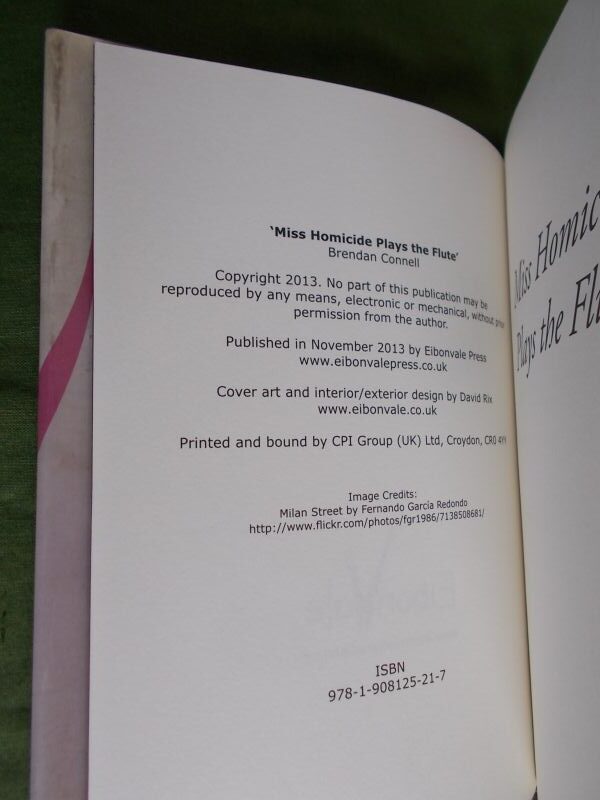 'Miss Homicide Plays the Flute'
Brendan Connell
Copyright 2013. No part of this publication may be
reproduced by any means, electronic or mechanical, without prior
permission from the author.
Published in November 2013 by Eibonvale Press
www.eibonvalepress.co.uk
Cover art and interior/exterior design by David Rix
www.eibonvale.co.uk
Printed and bound by CPI Group (UK) Ltd, Croydon, CR0 4YY
Image Credits:
Milan Street by Fernando Garcia Redondo
http://www.flickr.com/photos/fgr1986/7138508681/
ISBN
978-1-908125-21-7
Miss Homic
Plays the Fl